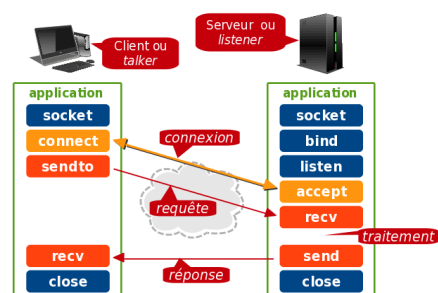 Client ou
talker
Serveur ou
listener
application
socket
connect
sendto
recv
close
connexion
requête
réponse
application
socket
bind
listen
accept
recv
traitement
send
close